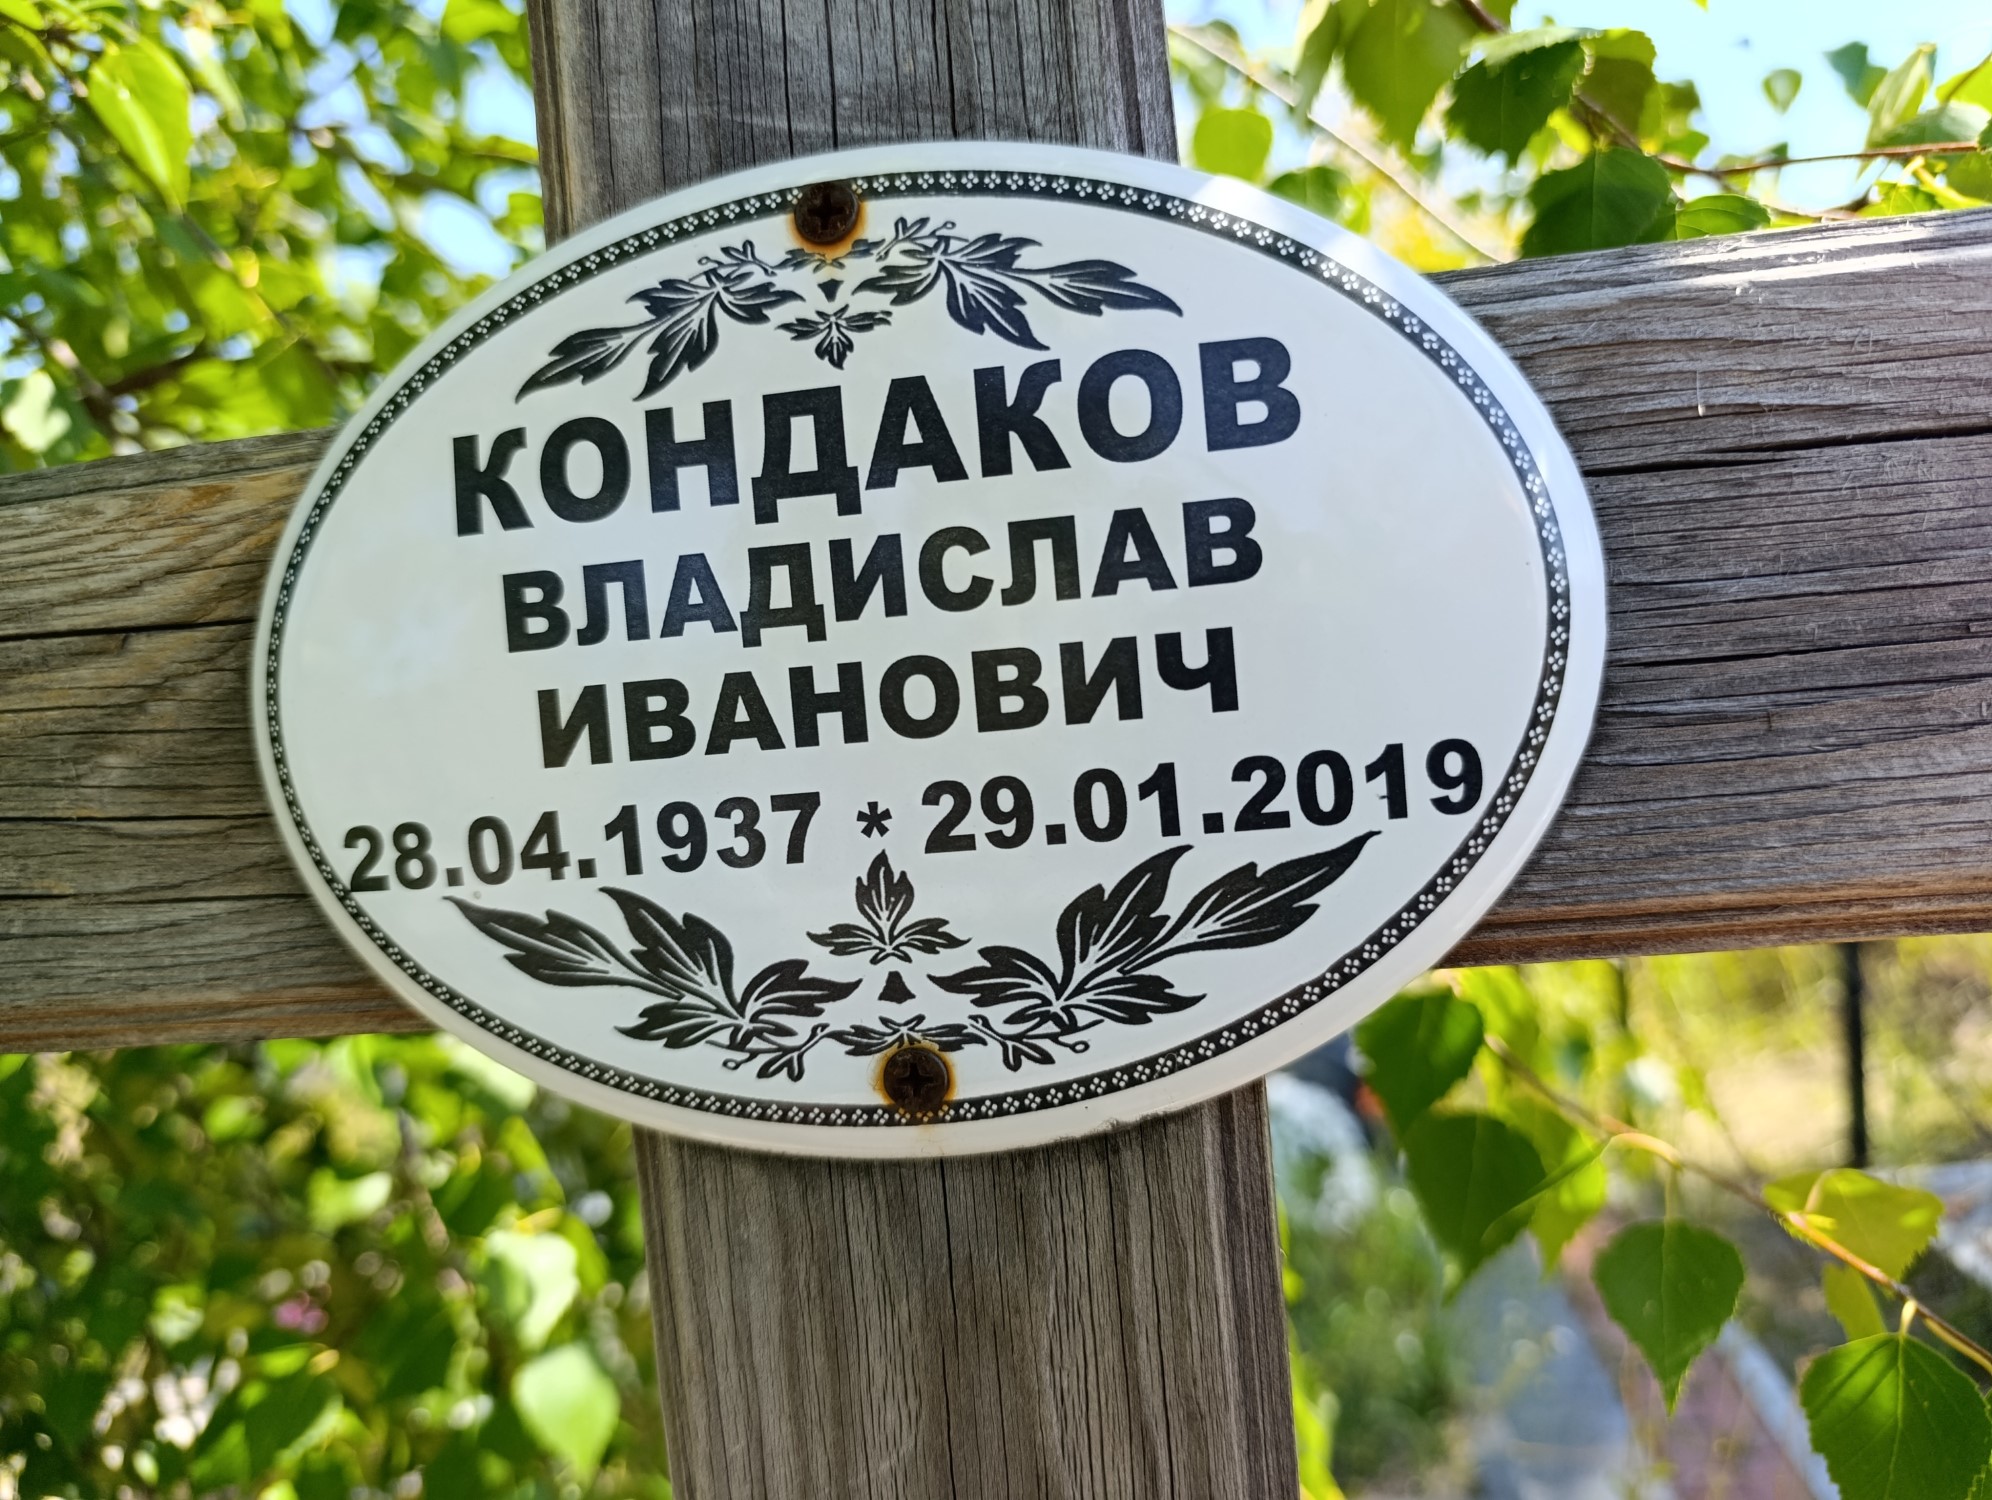 КОНДАКОВ
ВЛАДИСЛАВ
ИВАНОВИЧ
28.04.1937 * 29.01.2019